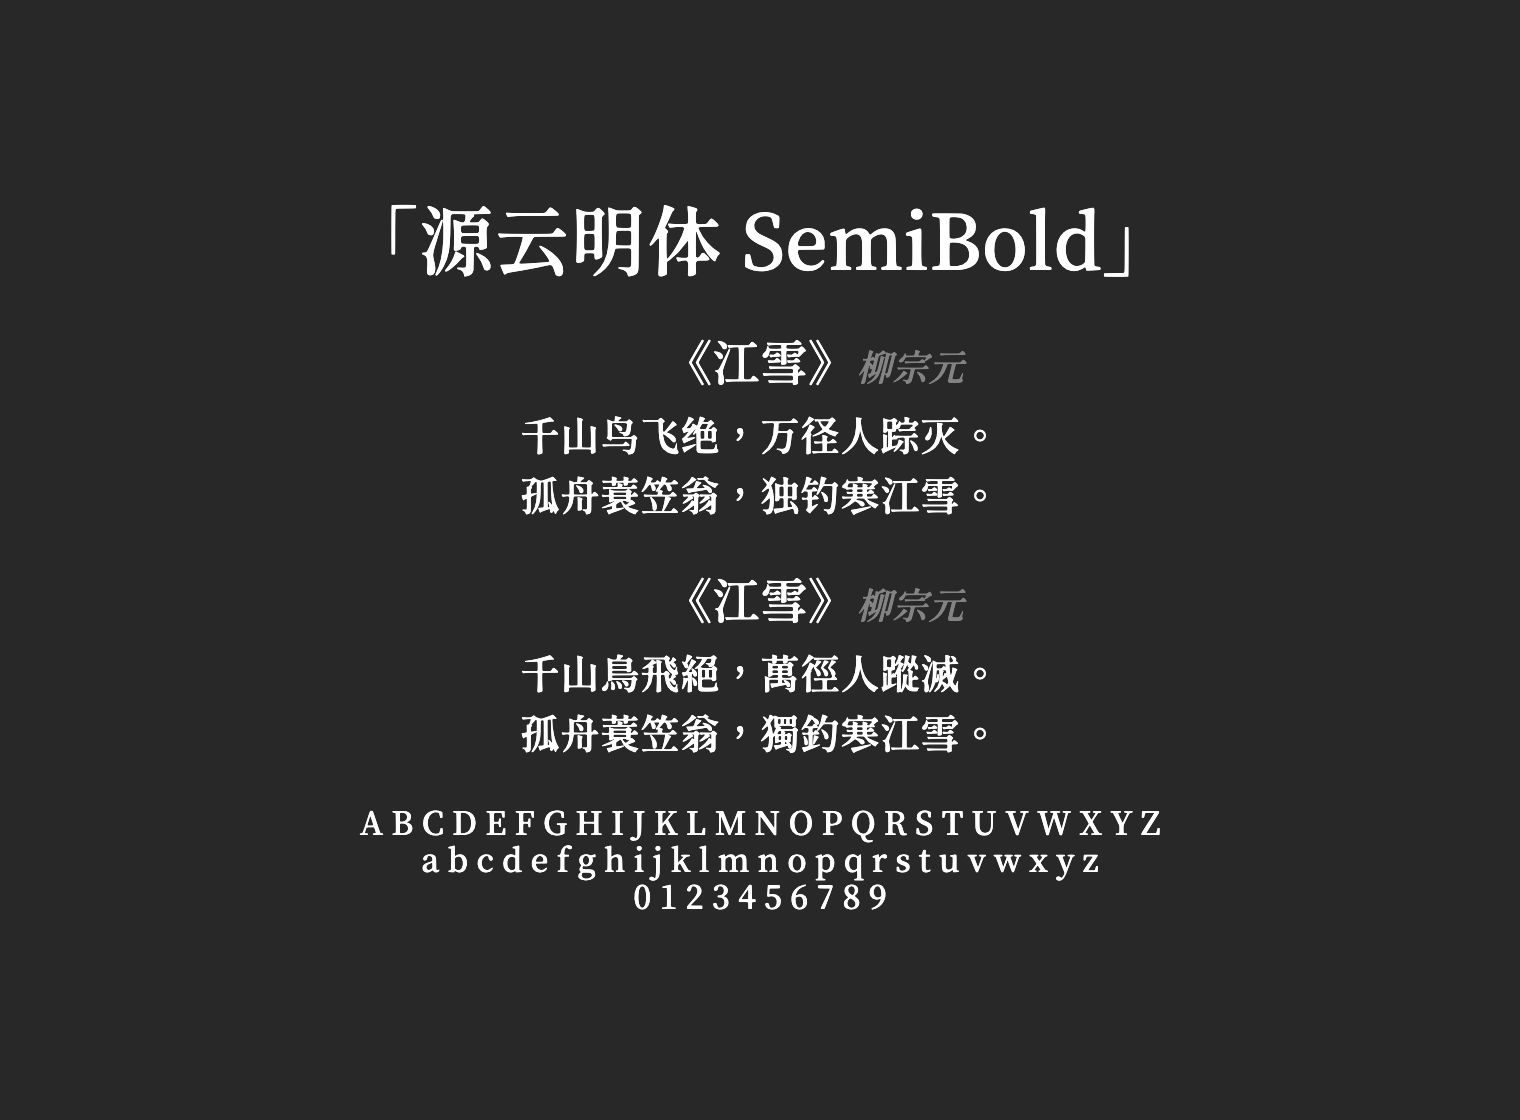 「源云明体 SemiBold」
《江雪》 柳宗元
千山鸟飞绝，万径人踪灭。
孤舟蓑笠翁，独钓寒江雪。
《江雪》 柳宗元
千山鳥飛絕，萬徑人蹤滅。
孤舟蓑笠翁，獨釣寒江雪。
A B C D E F G H I J K L M N O P Q R S T U V W X Y Z
a b c d e f g h i j k l m n o p q r s t u v w x y z
0 1 2 3 4 5 6 7 8 9